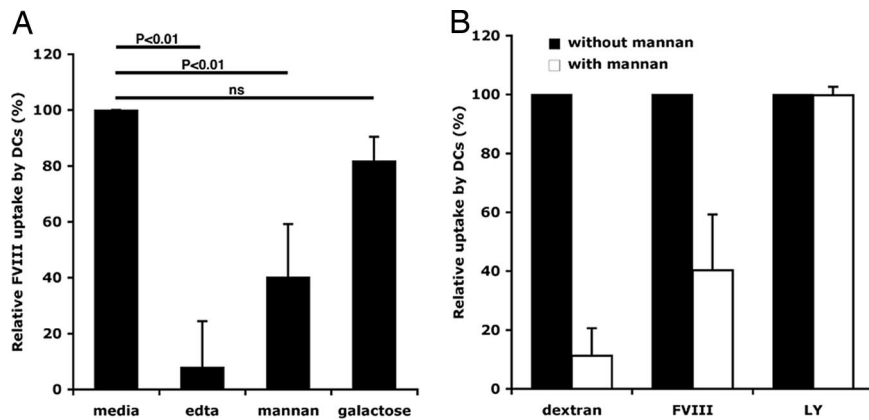 A
P<0.01
P<0.01
ns
Relative FVIII uptake by DCs (%)
120
100
80
60
40
20
0
media edta mannan galactose
B
without mannan
with mannan
Relative uptake by DCs (%)
120
100
80
60
40
20
0
dextran FVIII LY